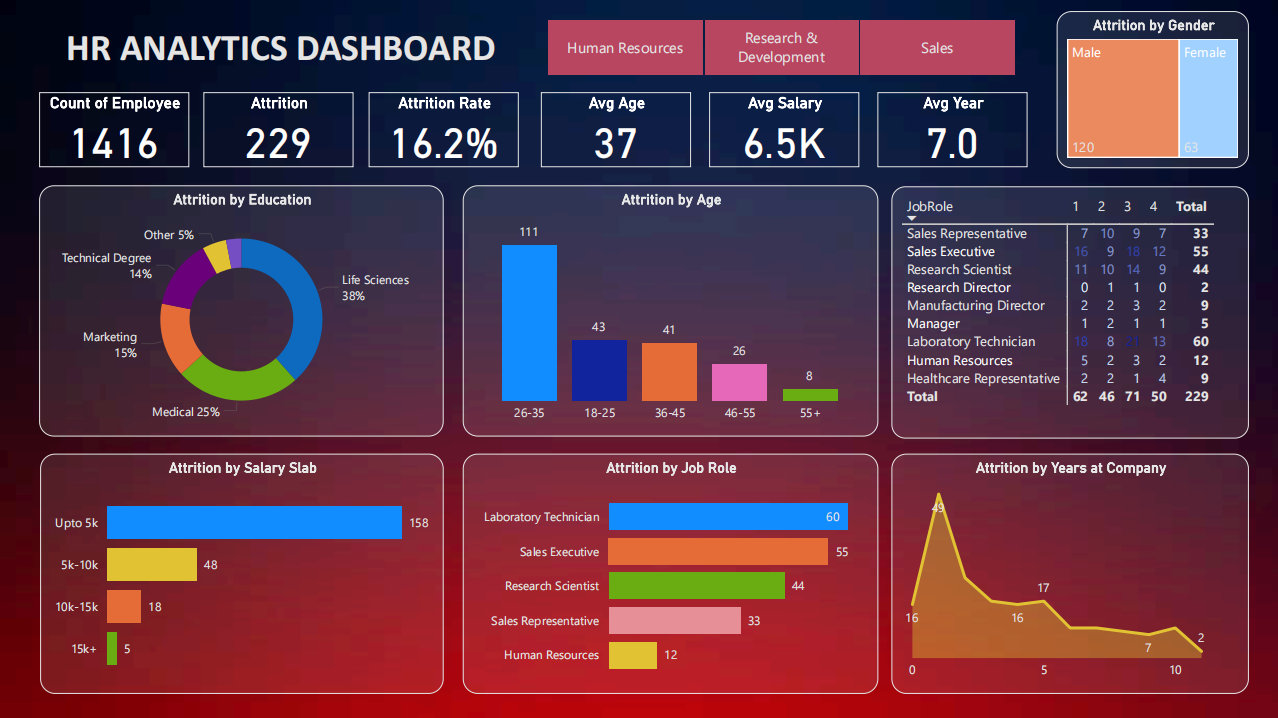 HR ANALYTICS DASHBOARD
Human Resources
Research &
Development
Sales
Attrition by Gender
Male
Female
120
63
Count of Employee
1416
Attrition
229
Attrition Rate
16.2%
Avg Age
37
Avg Salary
6.5K
Avg Year
7.0
Attrition by Education
Other 5%
Technical Degree
14%
Life Sciences
38%
Marketing
15%
Medical 25%
Attrition by Age
111
43
41
26
8
26-35 18-25 36-45 46-55 55+
JobRole 1 2 3 4 Total
Sales Representative 7 10 9 7 33
Sales Executive 16 9 18 12 55
Research Scientist 11 10 14 9 44
Research Director 0 1 1 0 2
Manufacturing Director 2 2 3 2 9
Manager 1 2 1 1 5
Laboratory Technician 18 8 13 60
Human Resources 5 2 3 2 12
Healthcare Representative 2 2 1 4 9
Total 62 46 71 50 229
Attrition by Salary Slab
Upto 5k 158
5k-10k 48
10k-15k 18
15k+ 5
Attrition by Job Role
Laboratory Technician 60
Sales Executive 55
Research Scientist 44
Sales Representative 33
Human Resources 12
Attrition by Years at Company
49
17
16
16
2
7
0 5 10